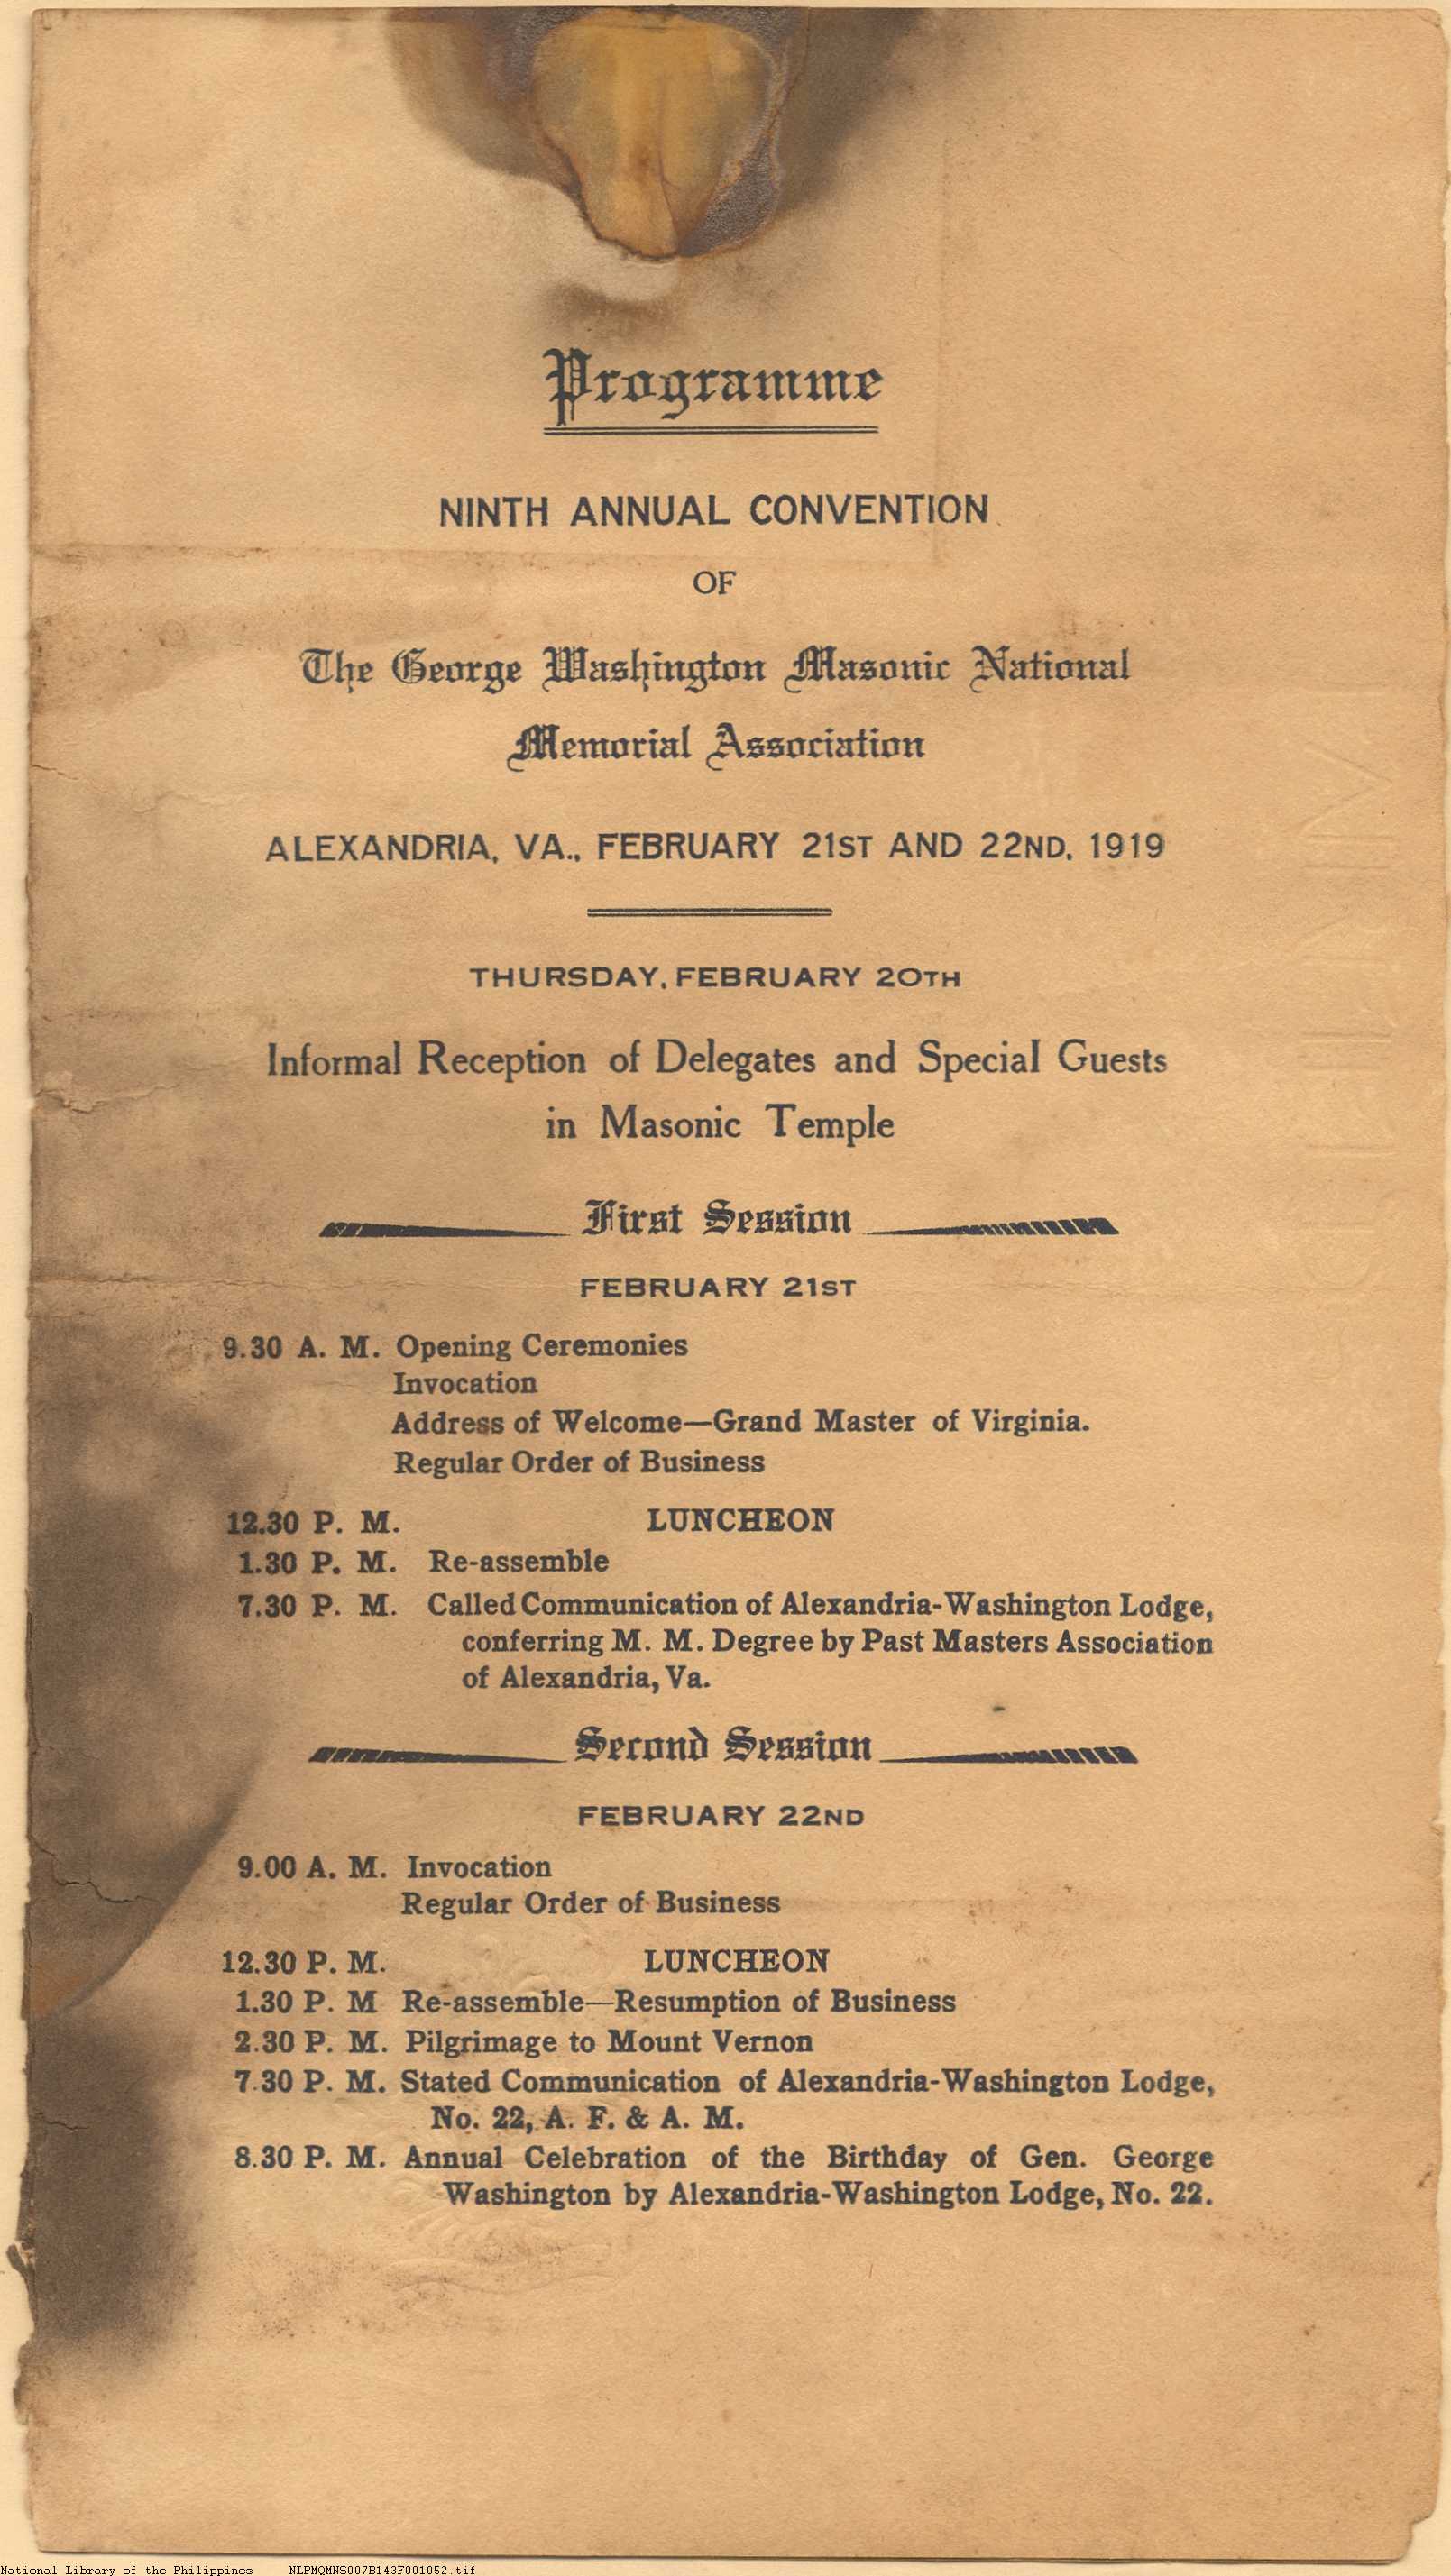 Programme
NINTH ANNUAL CONVENTION
OF
The George Washington Masonic National
Memorial Association
ALEXANDRIA, VA., FEBRUARY 21ST AND 22ND, 1919
THURSDAY, FEBRUARY 20TH
Informal Reception of Delegates and Special Guests
in Masonic Temple
First Session
FEBRUARY 21ST
9.30 A. M. Opening Ceremonies
Invocation
Address of Welcome—Grand Master of Virginia.
Regular Order of Business
12.30 P. M. LUNCHEON
1.30 P. M. Re-assemble
7.30 P. M. Called Communication of Alexandria-Washington Lodge,
conferring M. M. Degree by Past Masters Association
of Alexandria, Va.
Second Session
FEBRUARY 22ND
9.00 A. M. Invocation
Regular Order of Business
12.30 P. M. LUNCHEON
1.30 P. M Re-assemble—Resumption of Business
2.30 P. M. Pilgrimage to Mount Vernon
7.30 P. M. Stated Communication of Alexandria-Washington Lodge,
No. 22, A. F. & A. M.
8.30 P. M. Annual Celebration of the Birthday of Gen. George
Washington by Alexandria-Washington Lodge, No. 22.
National Library of the Philippines NLPMQMNS007B143F001052.tif